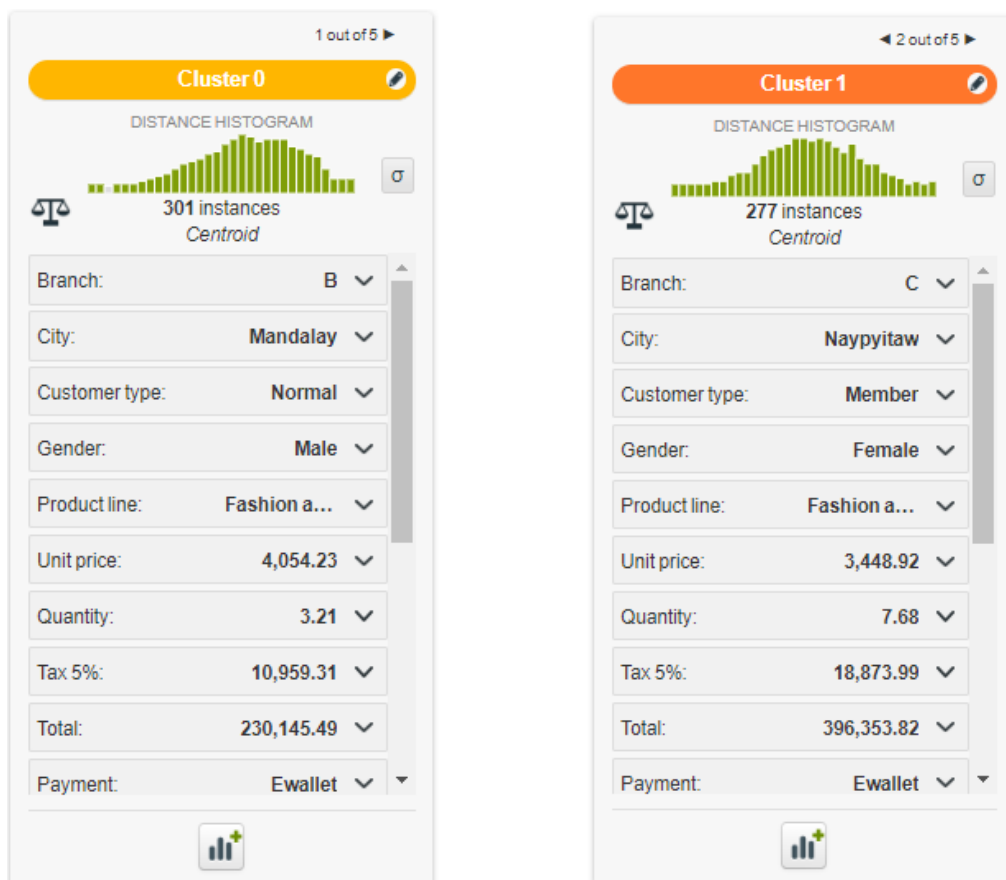 1 out of 5 ▶
Cluster 0
DISTANCE HISTOGRAM
σ
301 instances
Centroid
Branch: B
City: Mandalay
Customer type: Normal
Gender: Male
Product line: Fashion a...
Unit price: 4,054.23
Quantity: 3.21
Tax 5%: 10,959.31
Total: 230,145.49
Payment: Ewallet
◀ 2 out of 5 ▶
Cluster 1
DISTANCE HISTOGRAM
σ
277 instances
Centroid
Branch: C
City: Naypyitaw
Customer type: Member
Gender: Female
Product line: Fashion a...
Unit price: 3,448.92
Quantity: 7.68
Tax 5%: 18,873.99
Total: 396,353.82
Payment: Ewallet